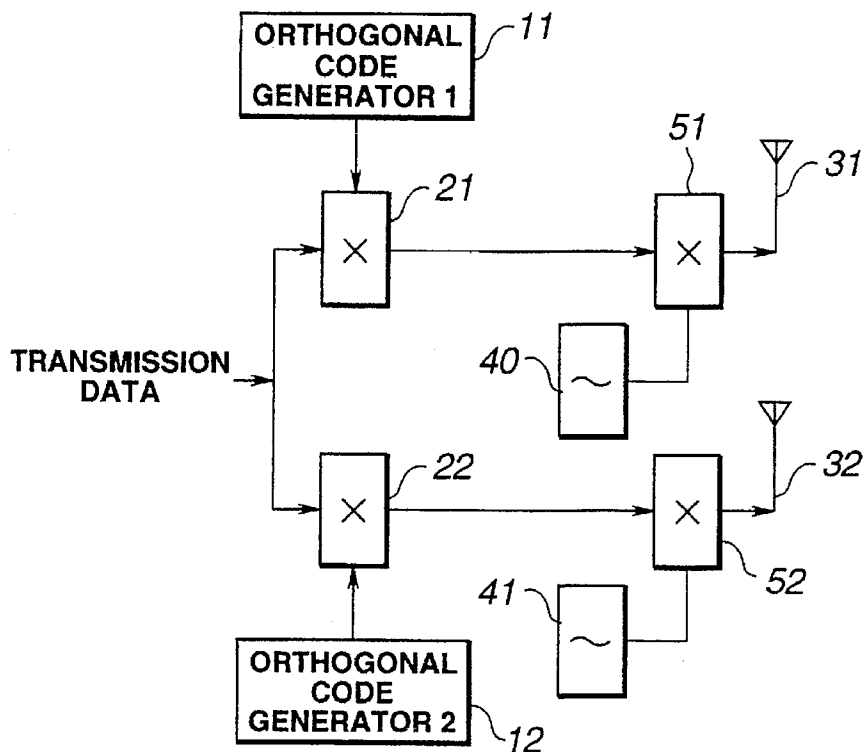 ORTHOGONAL
CODE
GENERATOR 1
11
21
51
31
×
×
TRANSMISSION
DATA
40
~
22
32
×
×
52
41
~
ORTHOGONAL
CODE
GENERATOR 2
12